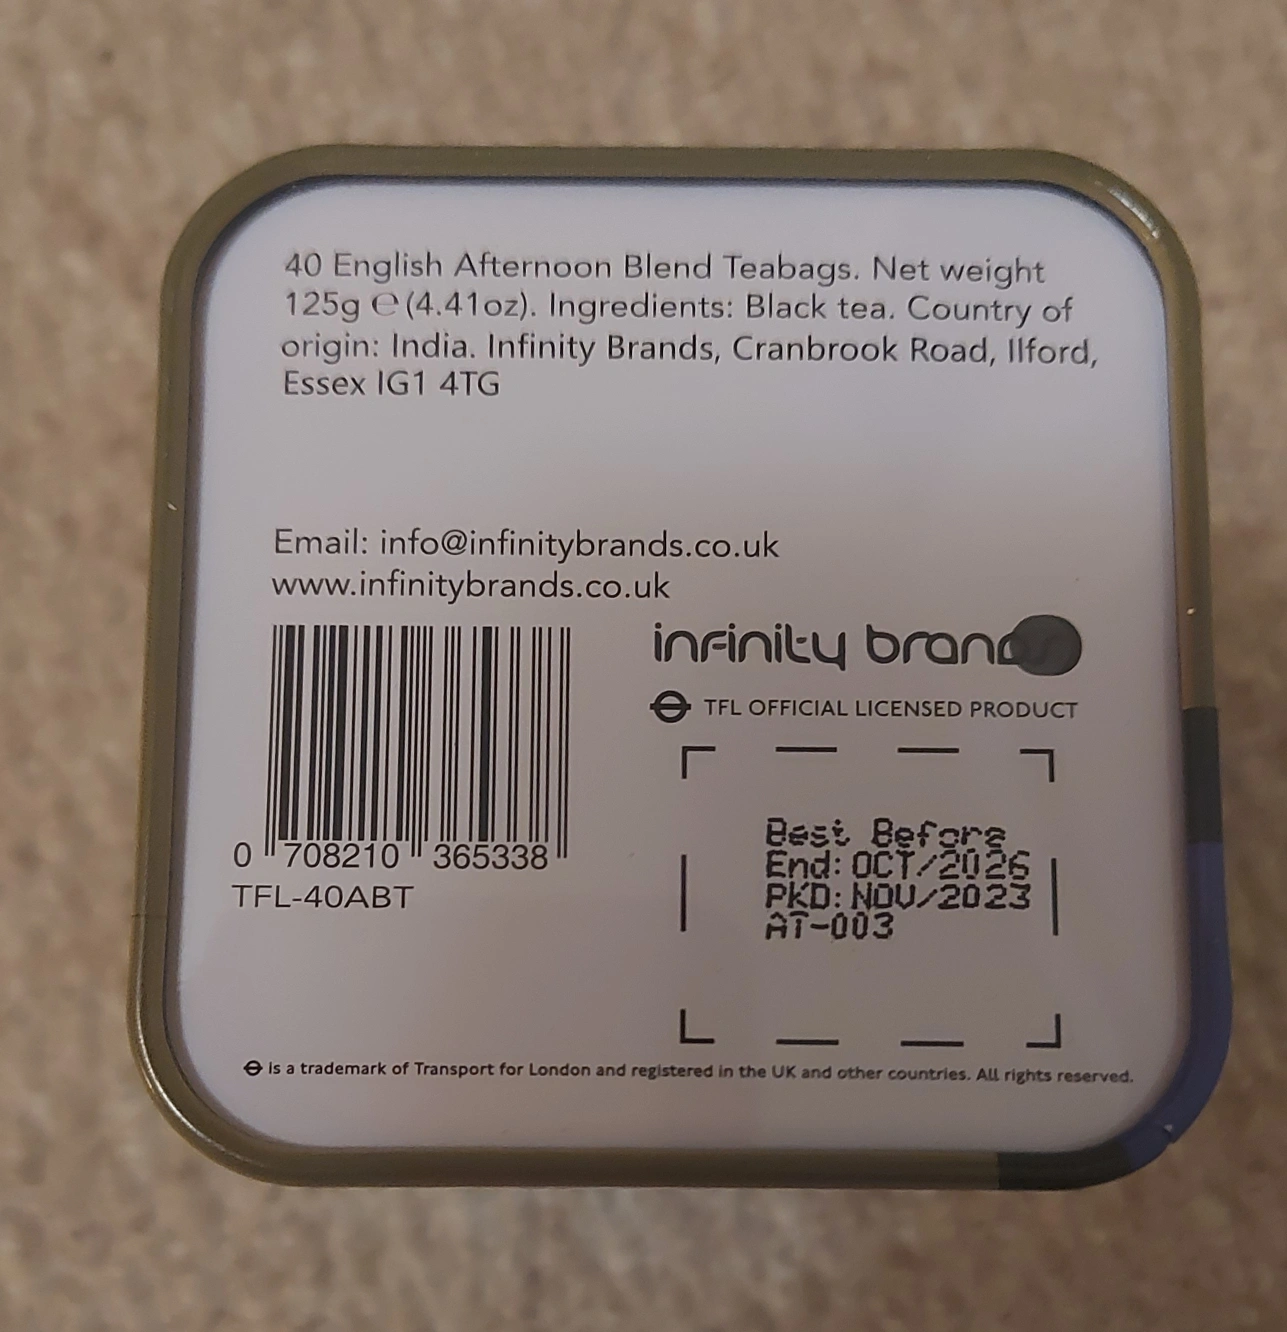 40 English Afternoon Blend Teabags. Net weight
125g ℮ (4.41oz). Ingredients: Black tea. Country of
origin: India. Infinity Brands, Cranbrook Road, Ilford,
Essex IG1 4TG
Email: info@infinitybrands.co.uk
www.infinitybrands.co.uk
infinity brands
TFL OFFICIAL LICENSED PRODUCT
0 708210 365338
TFL-40ABT
Best Before
End: OCT/2026
PKD: NOV/2023
AT-003
is a trademark of Transport for London and registered in the UK and other countries. All rights reserved.